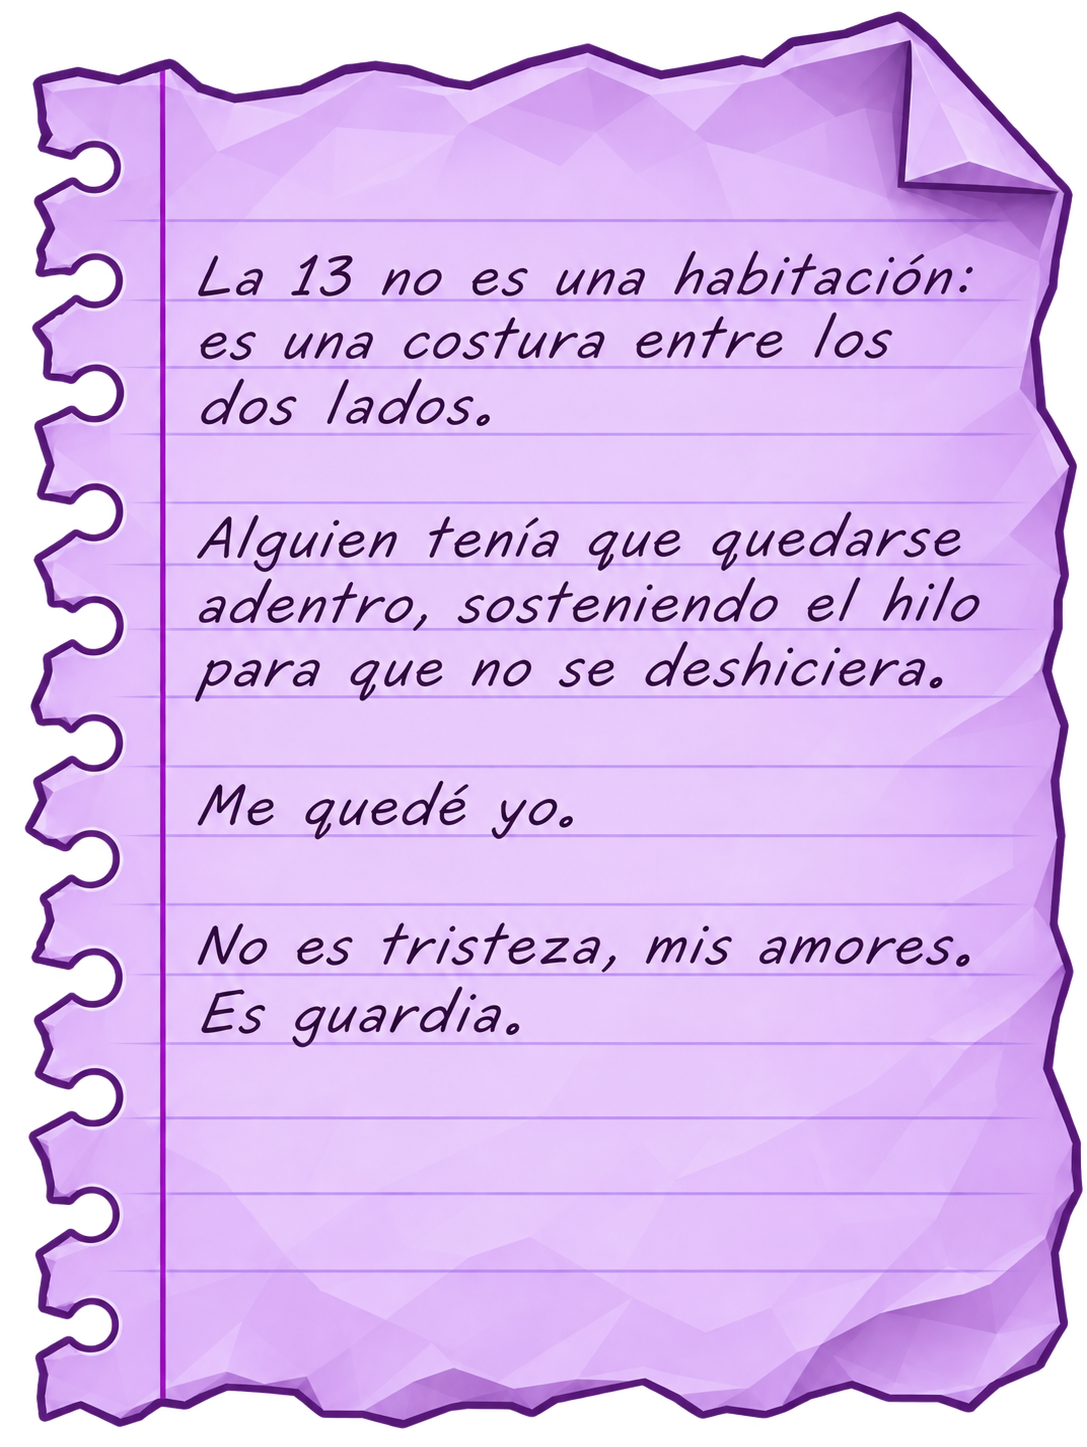 La 13 no es una habitación:
es una costura entre los
dos lados.
Alguien tenía que quedarse
adentro, sosteniendo el hilo
para que no se deshiciera.
Me quedé yo.
No es tristeza, mis amores.
Es guardia.